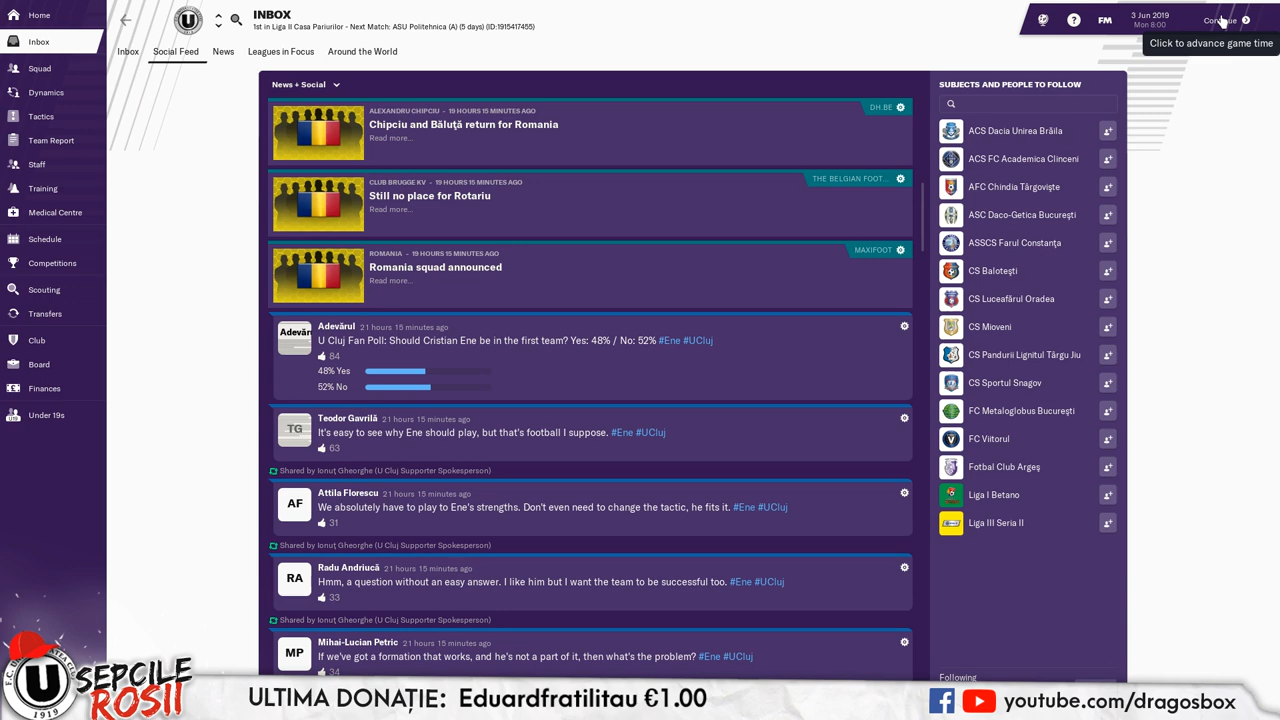 Home
INBOX
1st in Liga II Casa Pariurilor - Next Match: ASU Politehnica (A) (5 days) (ID:1915417455)
FM
3 Jun 2019
Mon 8:00
Click to advance game time
Inbox
Squad
Dynamics
Tactics
Team Report
Staff
Training
Medical Centre
Schedule
Competitions
Scouting
Transfers
Club
Board
Finances
Under 19s
Inbox
Social Feed
News
Leagues in Focus
Around the World
News + Social
ALEXANDRU CHIPCIU - 19 HOURS 15 MINUTES AGO
DH BE
Chipciu and Băluţă return for Romania
Read more...
CLUB BRUGGE KV - 19 HOURS 15 MINUTES AGO
THE BELGIAN FOOT...
Still no place for Rotariu
Read more...
ROMANIA - 19 HOURS 15 MINUTES AGO
MAXIFOOT
Romania squad announced
Read more...
Adevărul 21 hours 15 minutes ago
U Cluj Fan Poll: Should Cristian Ene be in the first team? Yes: 48% / No: 52% #Ene #UCluj
84
48% Yes
52% No
TG
Teodor Gavrilă 21 hours 15 minutes ago
It's easy to see why Ene should play, but that's football I suppose. #Ene #UCluj
63
Shared by Ionuţ Gheorghe (U Cluj Supporter Spokesperson)
AF
Attila Florescu 21 hours 15 minutes ago
We absolutely have to play to Ene's strengths. Don't even need to change the tactic, he fits it. #Ene #UCluj
31
Shared by Ionuţ Gheorghe (U Cluj Supporter Spokesperson)
RA
Radu Andriucă 21 hours 15 minutes ago
Hmm, a question without an easy answer. I like him but I want the team to be successful too. #Ene #UCluj
33
Shared by Ionuţ Gheorghe (U Cluj Supporter Spokesperson)
MP
Mihai-Lucian Petric 21 hours 15 minutes ago
If we've got a formation that works, and he's not a part of it, then what's the problem? #Ene #UCluj
34
SUBJECTS AND PEOPLE TO FOLLOW
ACS Dacia Unirea Brăila
ACS FC Academica Clinceni
AFC Chindia Târgovişte
ASC Daco-Getica Bucureşti
ASSCS Farul Constanţa
CS Baloteşti
CS Luceafărul Oradea
CS Mioveni
CS Pandurii Lignitul Târgu Jiu
CS Sportul Snagov
FC Metaloglobus Bucureşti
FC Viitorul
Fotbal Club Argeş
Liga I Betano
Liga III Seria II
Following
U
1919
SEPCILE
ROSII
ULTIMA DONAȚIE: Eduardfratilitau €1.00
youtube.com/dragosbox